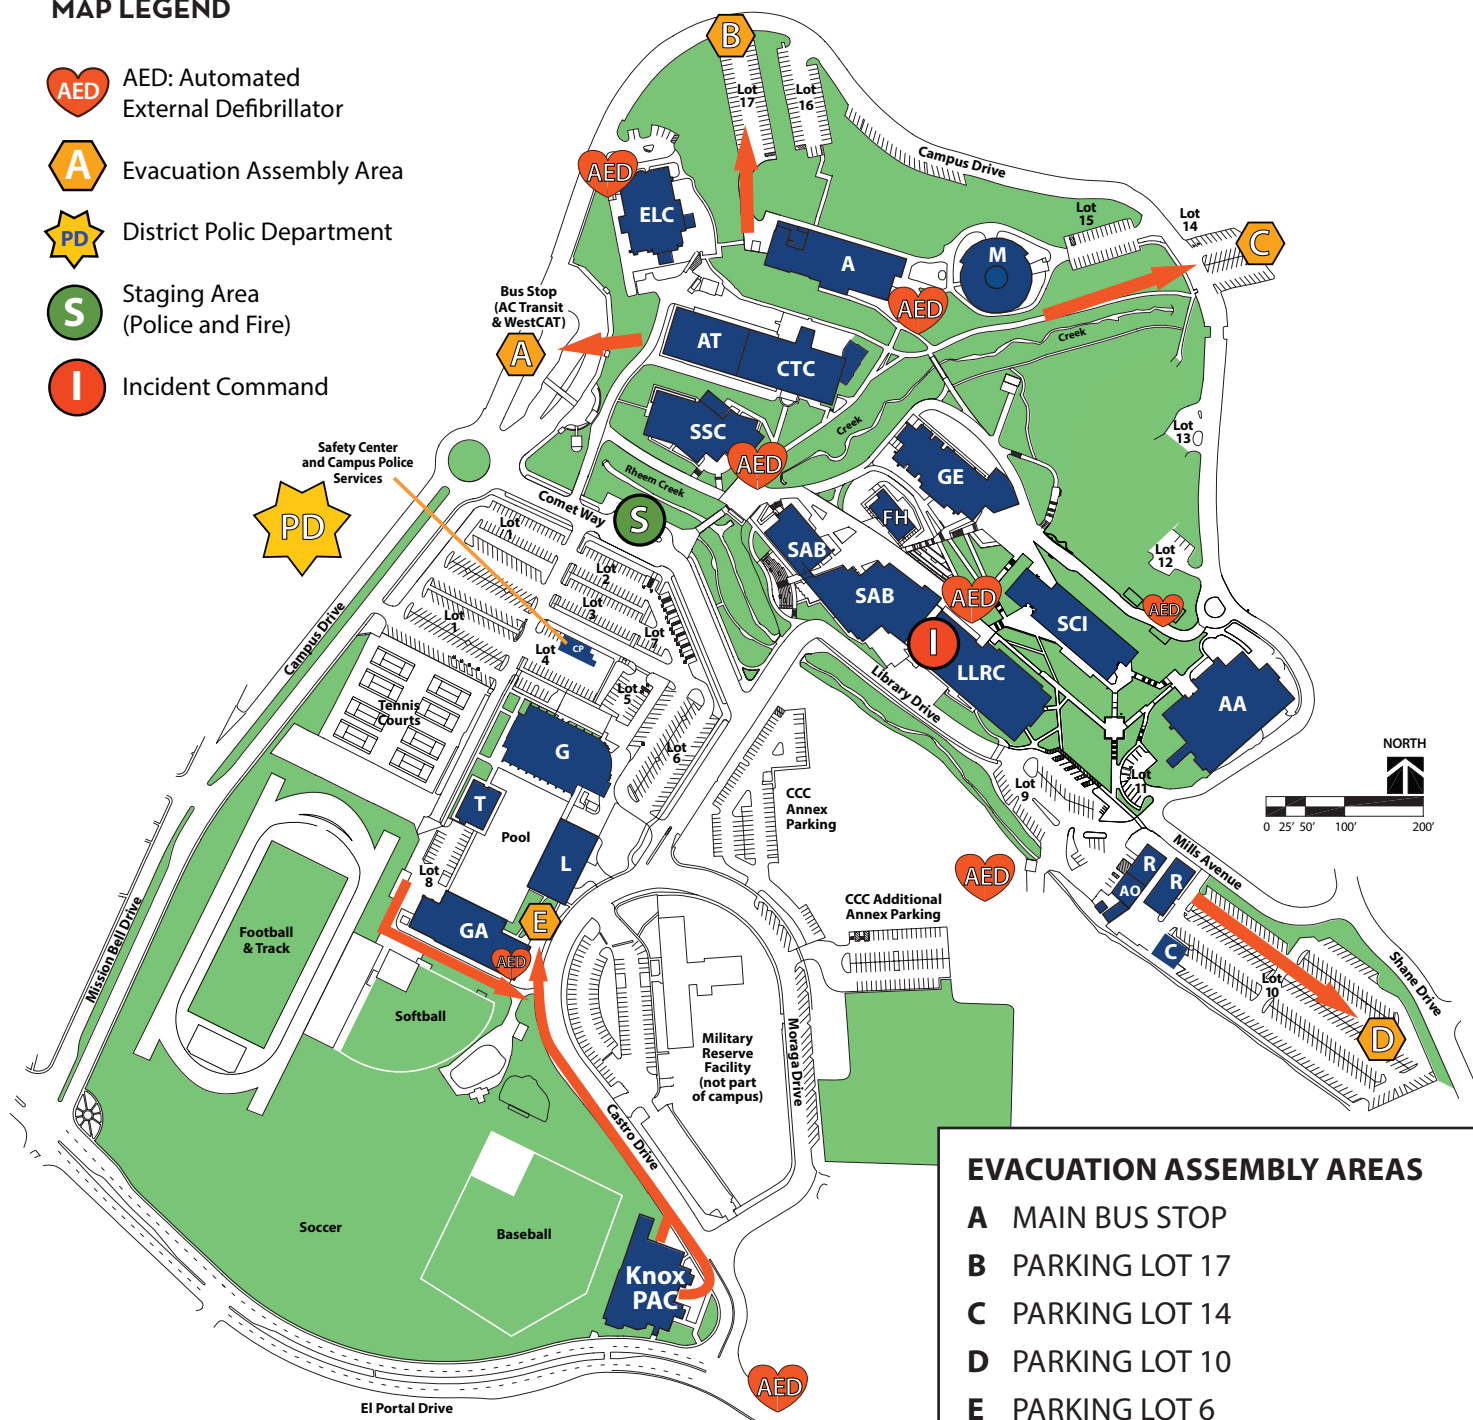 MAP LEGEND
AED
AED: Automated
External Defibrillator
A
Evacuation Assembly Area
PD
District Polic Department
S
Staging Area
(Police and Fire)
I
Incident Command
B
Lot
17
Lot
16
Campus Drive
AED
ELC
Lot
15
Lot
14
C
A
M
AED
Bus Stop
(AC Transit
& WestCAT)
A
AT
CTC
Creek
SSC
Creek
AED
Lot
13
Safety Center
and Campus Police
Services
Rheem Creek
GE
PD
Comet Way
S
FH
Lot
1
SAB
Lot
12
Lot
2
Lot
3
SAB
AED
AED
Lot
1
Lot
7
SCI
Campus Drive
Lot
4
CP
I
LLRC
Library Drive
Lot
5
AA
Tennis
Courts
G
Lot
6
NORTH
0 25' 50' 100' 200'
Lot
9
Lot
11
T
CCC
Annex
Parking
Pool
L
Mills Avenue
Lot
8
AED
R
R
AO
CCC Additional
Annex Parking
Mission Bell Drive
Football
& Track
GA
E
AED
C
Lot
10
Shane Drive
D
Softball
Military
Reserve
Facility
(not part
of campus)
Moraga Drive
Castro Drive
Soccer
Baseball
Knox
PAC
El Portal Drive
AED
EVACUATION ASSEMBLY AREAS
A MAIN BUS STOP
B PARKING LOT 17
C PARKING LOT 14
D PARKING LOT 10
E PARKING LOT 6